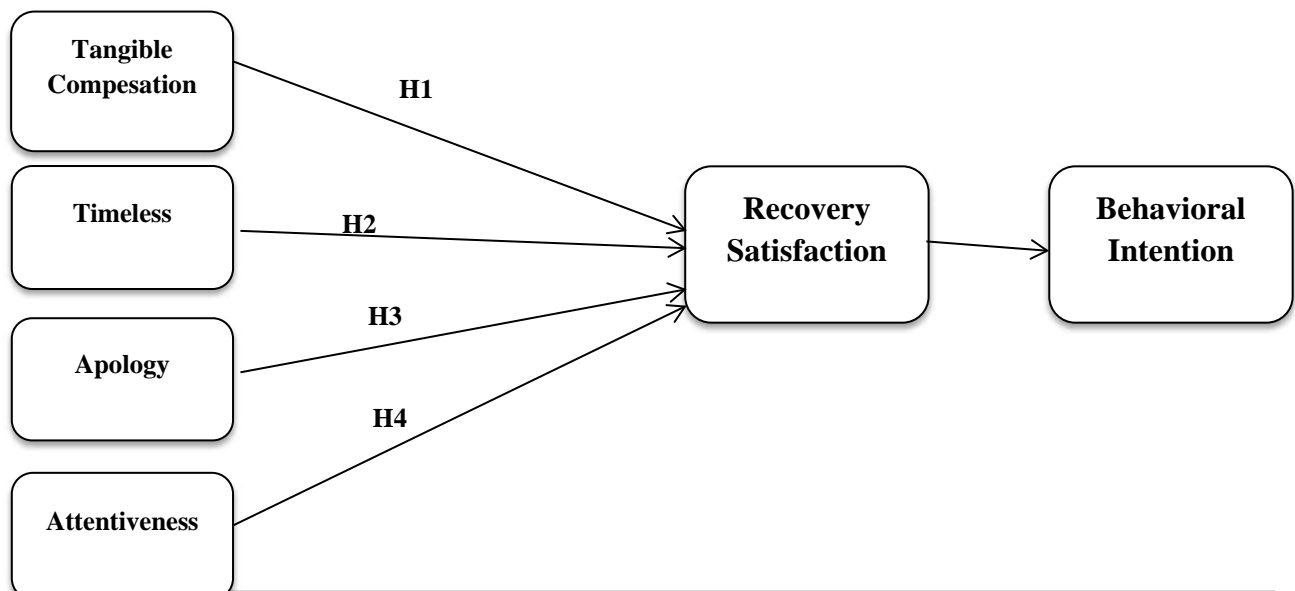 Tangible
Compesation
H1
Timeless
H2
Recovery
Satisfaction
Behavioral
Intention
Apology
H3
H4
Attentiveness